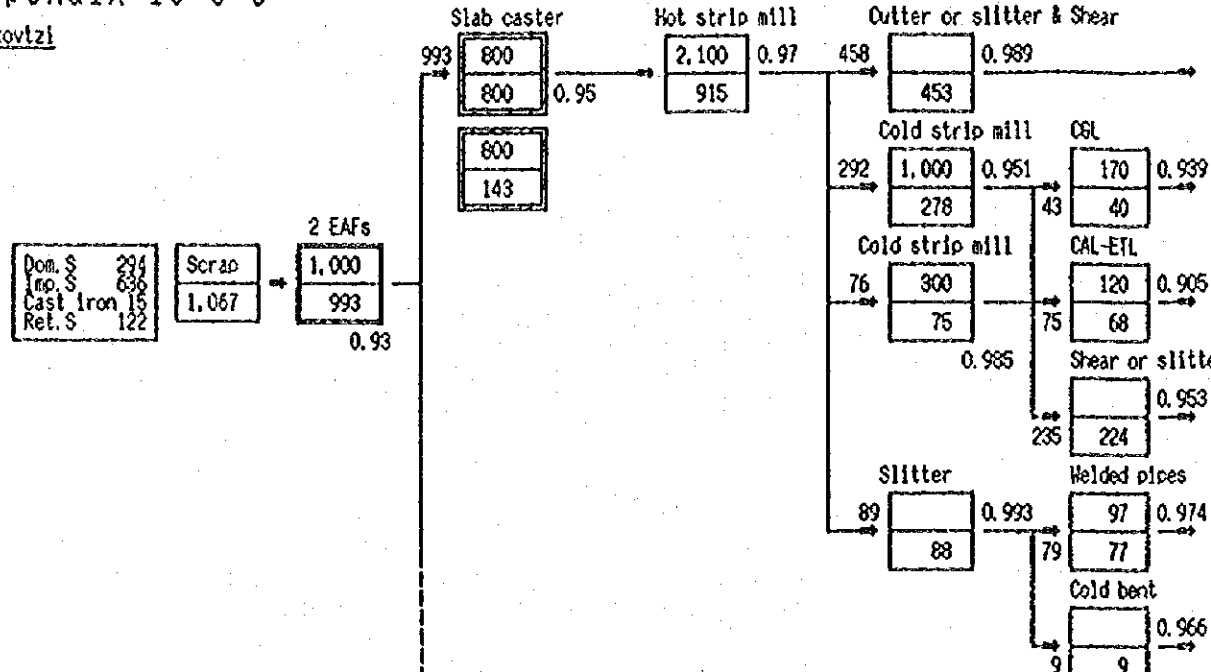 ovtzi
Slab caster
Hot strip mill
Cutter or slitter & Shear
993
800
800
0.95
2,100
0.97
915
458
0.989
453
800
143
Cold strip mill
CGL
292
1,000
0.951
278
43
170
0.939
40
2 EAFs
Dom. S 294
Imp. S 636
Cast iron 15
Ret. S 122
Scrap
1,067
1,000
993
0.93
Cold strip mill
CAL-ETL
76
300
75
0.985
75
120
0.905
68
Shear or slitte
0.953
235
224
Slitter
Welded pipes
89
0.993
88
79
97
0.974
77
Cold bent
0.966
9
9